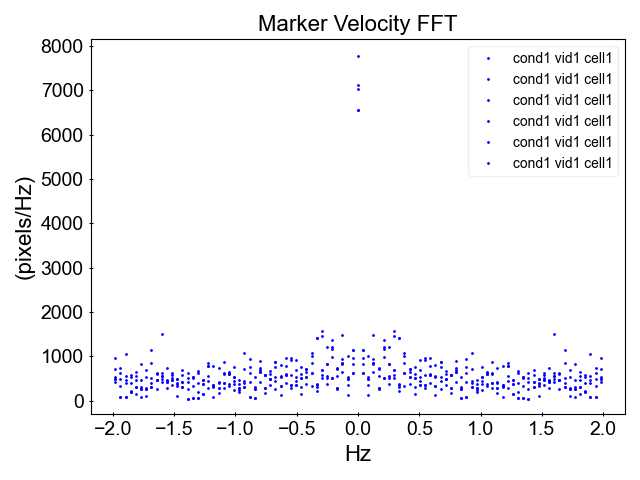 Marker Velocity FFT
8000
7000
6000
5000
4000
3000
2000
1000
0
(pixels/Hz)
cond1 vid1 cell1
cond1 vid1 cell1
cond1 vid1 cell1
cond1 vid1 cell1
cond1 vid1 cell1
cond1 vid1 cell1
−2.0 −1.5 −1.0 −0.5 0.0 0.5 1.0 1.5 2.0
Hz